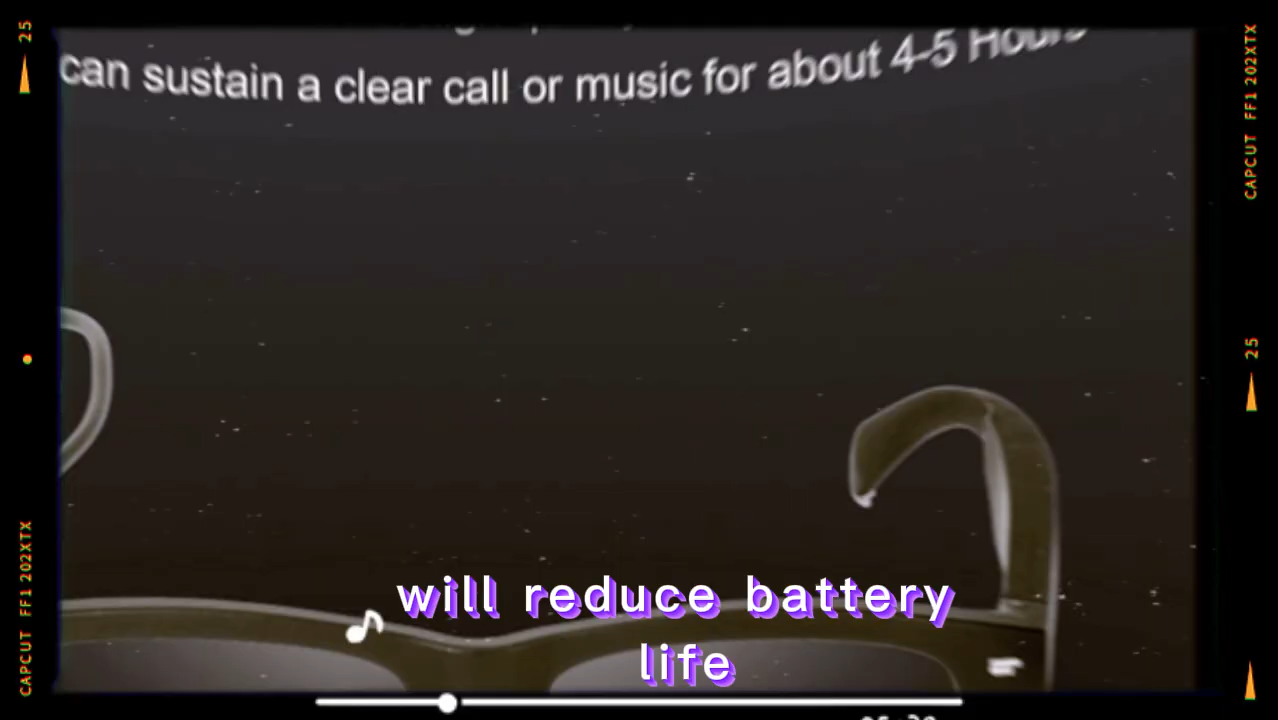 can sustain a clear call or music for about 4-5 Hours
will reduce battery
life
25
CAPCUT FF1 202XTX
CAPCUT FF1 202XTX
25